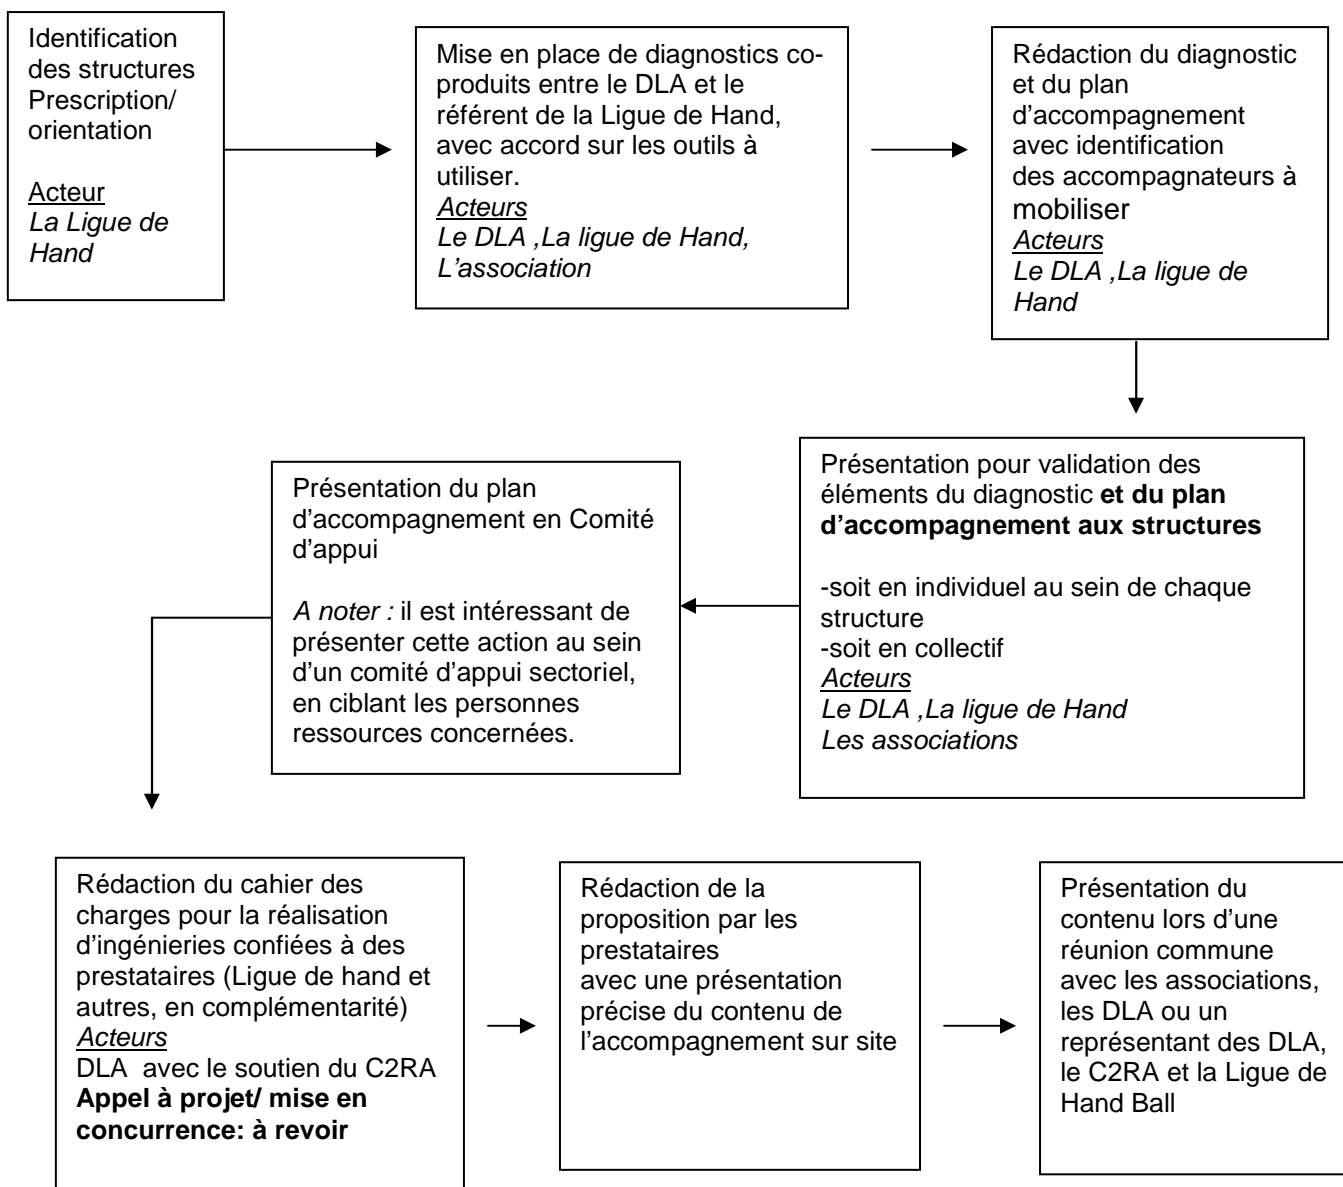 Identification
des structures
Prescription/
orientation
Acteur
La Ligue de
Hand
Mise en place de diagnostics co-
produits entre le DLA et le
référent de la Ligue de Hand,
avec accord sur les outils à
utiliser.
Acteurs
Le DLA ,La ligue de Hand,
L’association
Rédaction du diagnostic
et du plan
d’accompagnement
avec identification
des accompagnateurs à
mobiliser
Acteurs
Le DLA ,La ligue de
Hand
Présentation pour validation des
éléments du diagnostic et du plan
d’accompagnement aux structures
-soit en individuel au sein de chaque
structure
-soit en collectif
Acteurs
Le DLA ,La ligue de Hand
Les associations
Présentation du plan
d’accompagnement en Comité
d’appui
A noter : il est intéressant de
présenter cette action au sein
d’un comité d’appui sectoriel,
en ciblant les personnes
ressources concernées.
Rédaction du cahier des
charges pour la réalisation
d’ingénieries confiées à des
prestataires (Ligue de hand et
autres, en complémentarité)
Acteurs
DLA  avec le soutien du C2RA
Appel à projet/ mise en
concurrence: à revoir
Rédaction de la
proposition par les
prestataires
avec une présentation
précise du contenu de
l’accompagnement sur site
Présentation du
contenu lors d’une
réunion commune
avec les associations,
les DLA ou un
représentant des DLA,
le C2RA et la Ligue de
Hand Ball